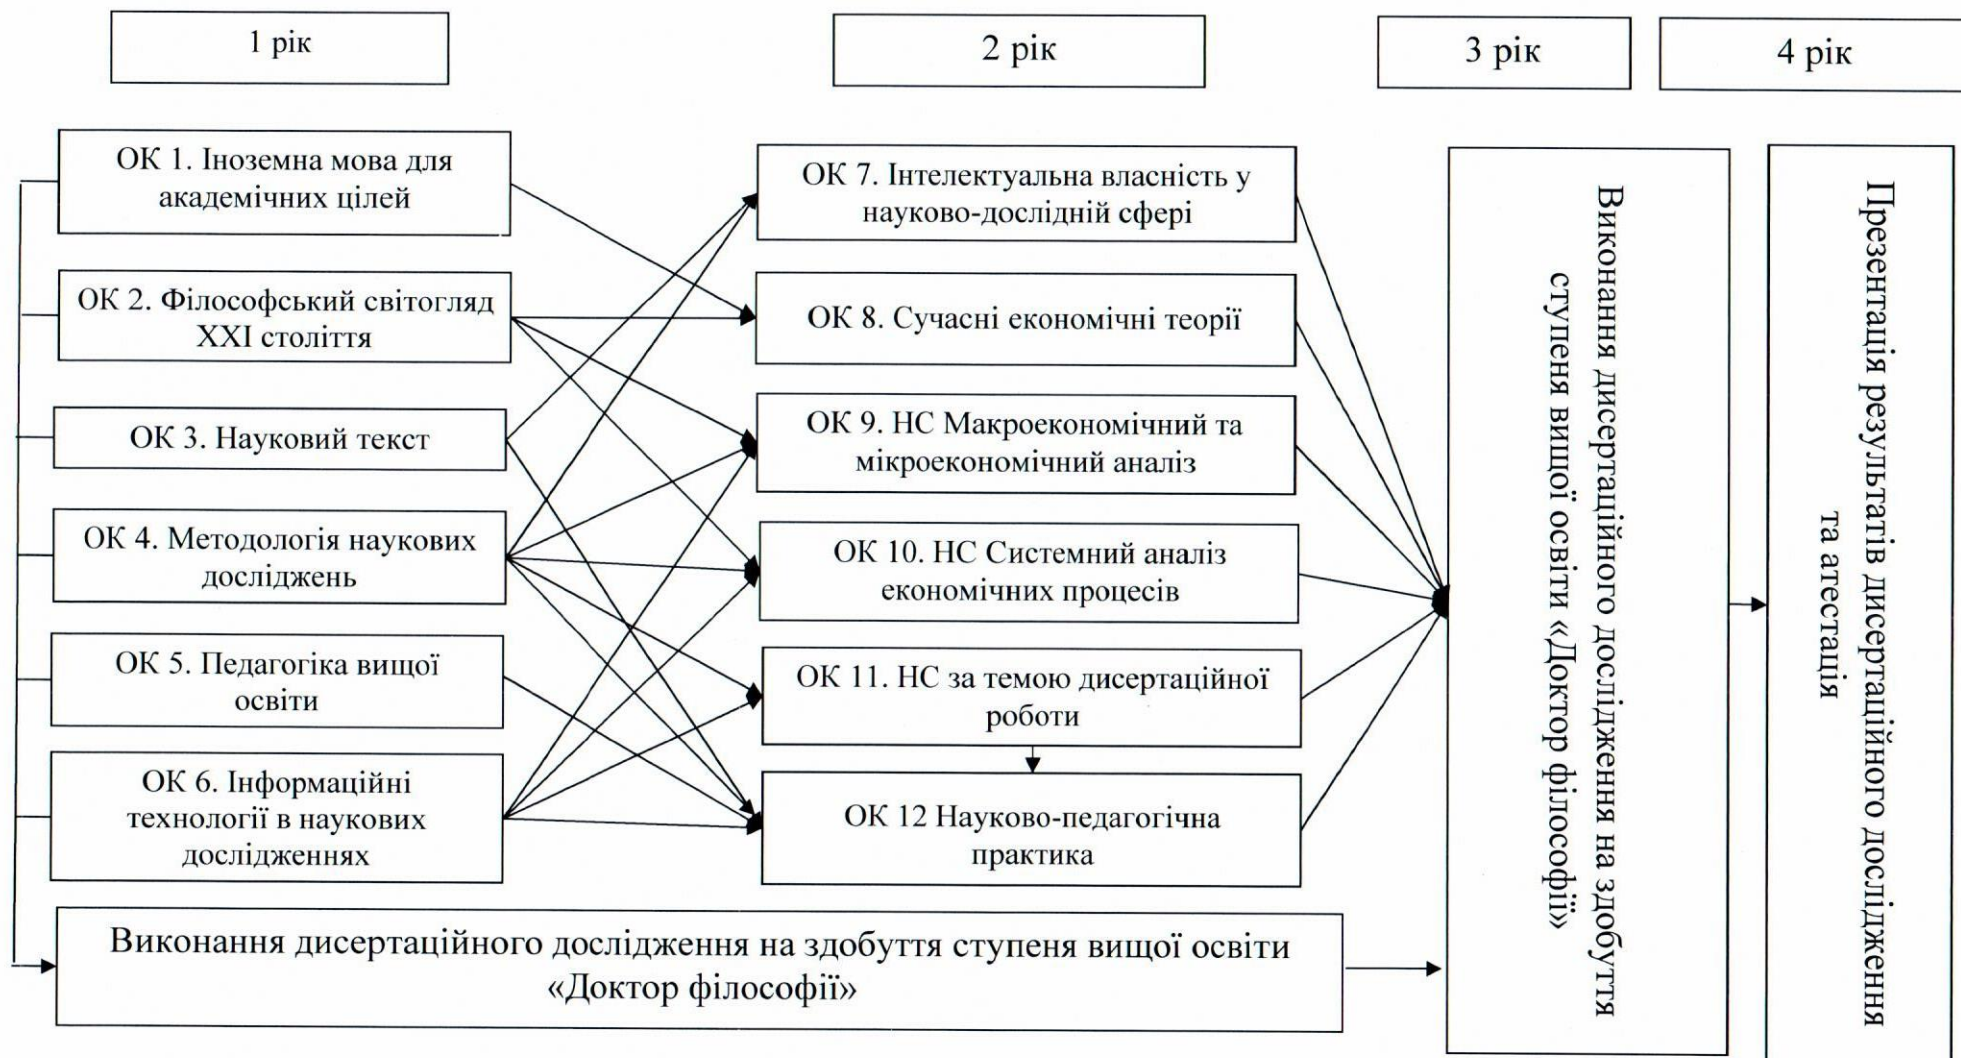 1 рік
2 рік
3 рік
4 рік
ОК 1. Іноземна мова для
академічних цілей
ОК 2. Філософський світогляд
ХХІ століття
ОК 3. Науковий текст
ОК 4. Методологія наукових
досліджень
ОК 5. Педагогіка вищої
освіти
ОК 6. Інформаційні
технології в наукових
дослідженнях
ОК 7. Інтелектуальна власність у
науково-дослідній сфері
ОК 8. Сучасні економічні теорії
ОК 9. НС Макроекономічний та
мікроекономічний аналіз
ОК 10. НС Системний аналіз
економічних процесів
ОК 11. НС за темою дисертаційної
роботи
ОК 12 Науково-педагогічна
практика
Виконання дисертаційного дослідження на здобуття ступеня вищої освіти
«Доктор філософії»
Виконання дисертаційного дослідження на здобуття
ступеня вищої освіти «Доктор філософії»
Презентація результатів дисертаційного дослідження
та атестація